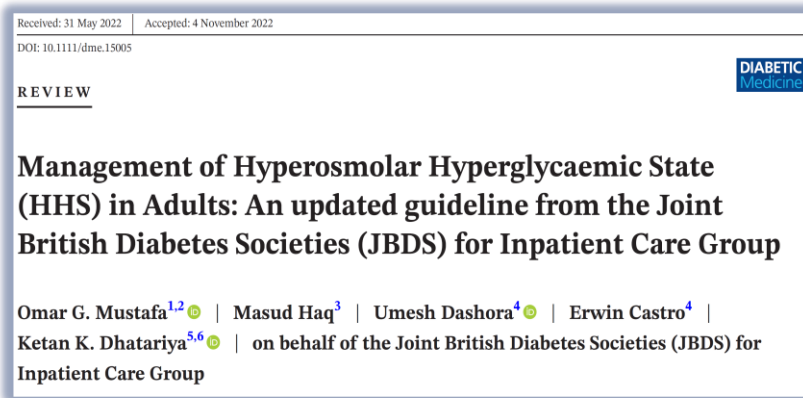 Received: 31 May 2022 | Accepted: 4 November 2022
DOI: 10.1111/dme.15005
DIABETIC
Medicine
REVIEW
Management of Hyperosmolar Hyperglycaemic State
(HHS) in Adults: An updated guideline from the Joint
British Diabetes Societies (JBDS) for Inpatient Care Group
Omar G. Mustafa1,2 iD | Masud Haq3 | Umesh Dashora4 iD | Erwin Castro4 |
Ketan K. Dhatariya5,6 iD | on behalf of the Joint British Diabetes Societies (JBDS) for
Inpatient Care Group